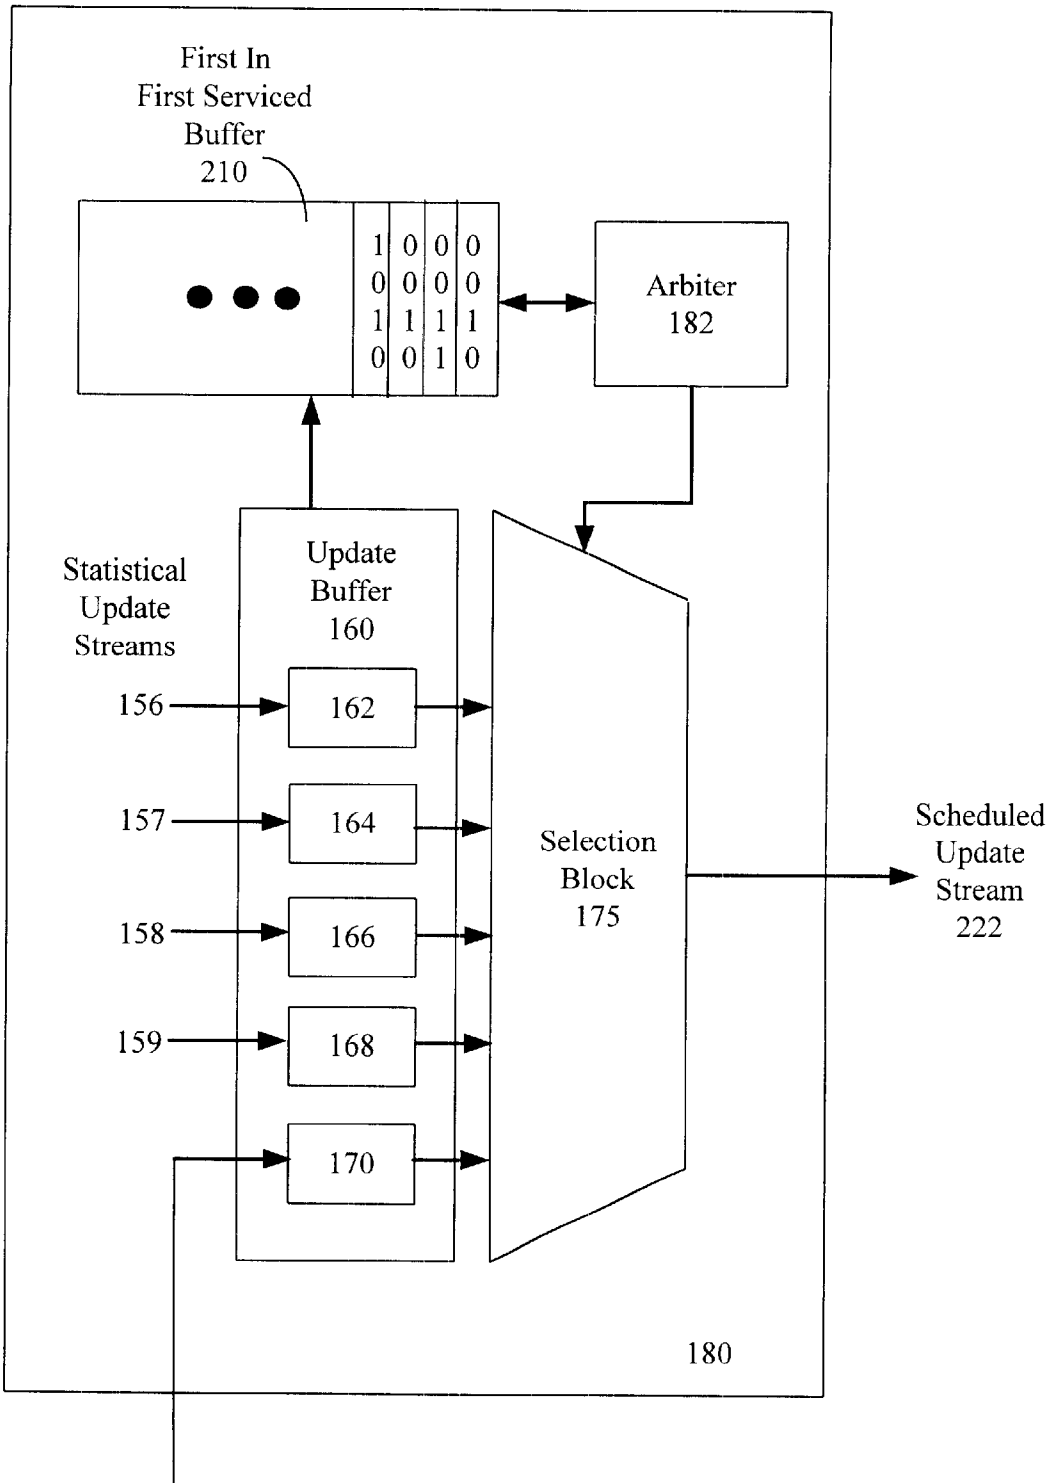 First In
First Serviced
Buffer
210
1 0 0 0
0 0 0 0
1 1 1 1
0 0 1 0
Arbiter
182
Statistical
Update
Streams
Update
Buffer
160
156
162
157
164
158
166
159
168
170
Selection
Block
175
Scheduled
Update
Stream
222
180